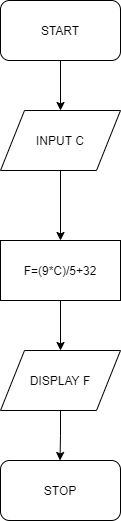 START
INPUT C
F=(9*C)/5+32
DISPLAY F
STOP